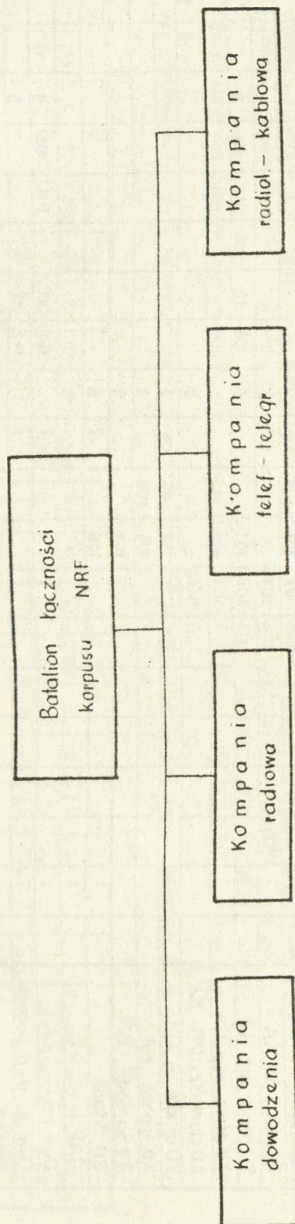 Batalion łączności
korpusu NRF
Kompania
dowodzenia
Kompania
radiowa
Kompania
telef.-telegr
Kompania
radiol.- kablowa